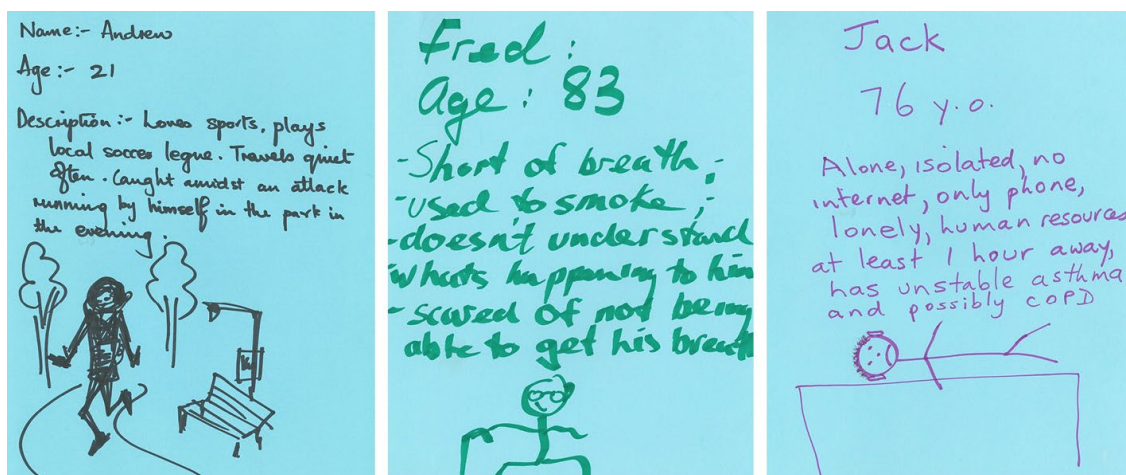 Name:- Andrew
Age:- 21
Description:- Loves sports, plays
local soccer legue. Travels quiet
often. Caught amidst an attack
running by himself in the park in
the evening.
Fred :
Age : 83
-Short of breath,-
-used to smoke,-
-doesn't understand
whats happening to him
-scared of not being
able to get his breath
Jack
76 y.o.
Alone, isolated, no
internet, only phone,
lonely, human resources
at least 1 hour away,
has unstable asthma
and possibly COPD